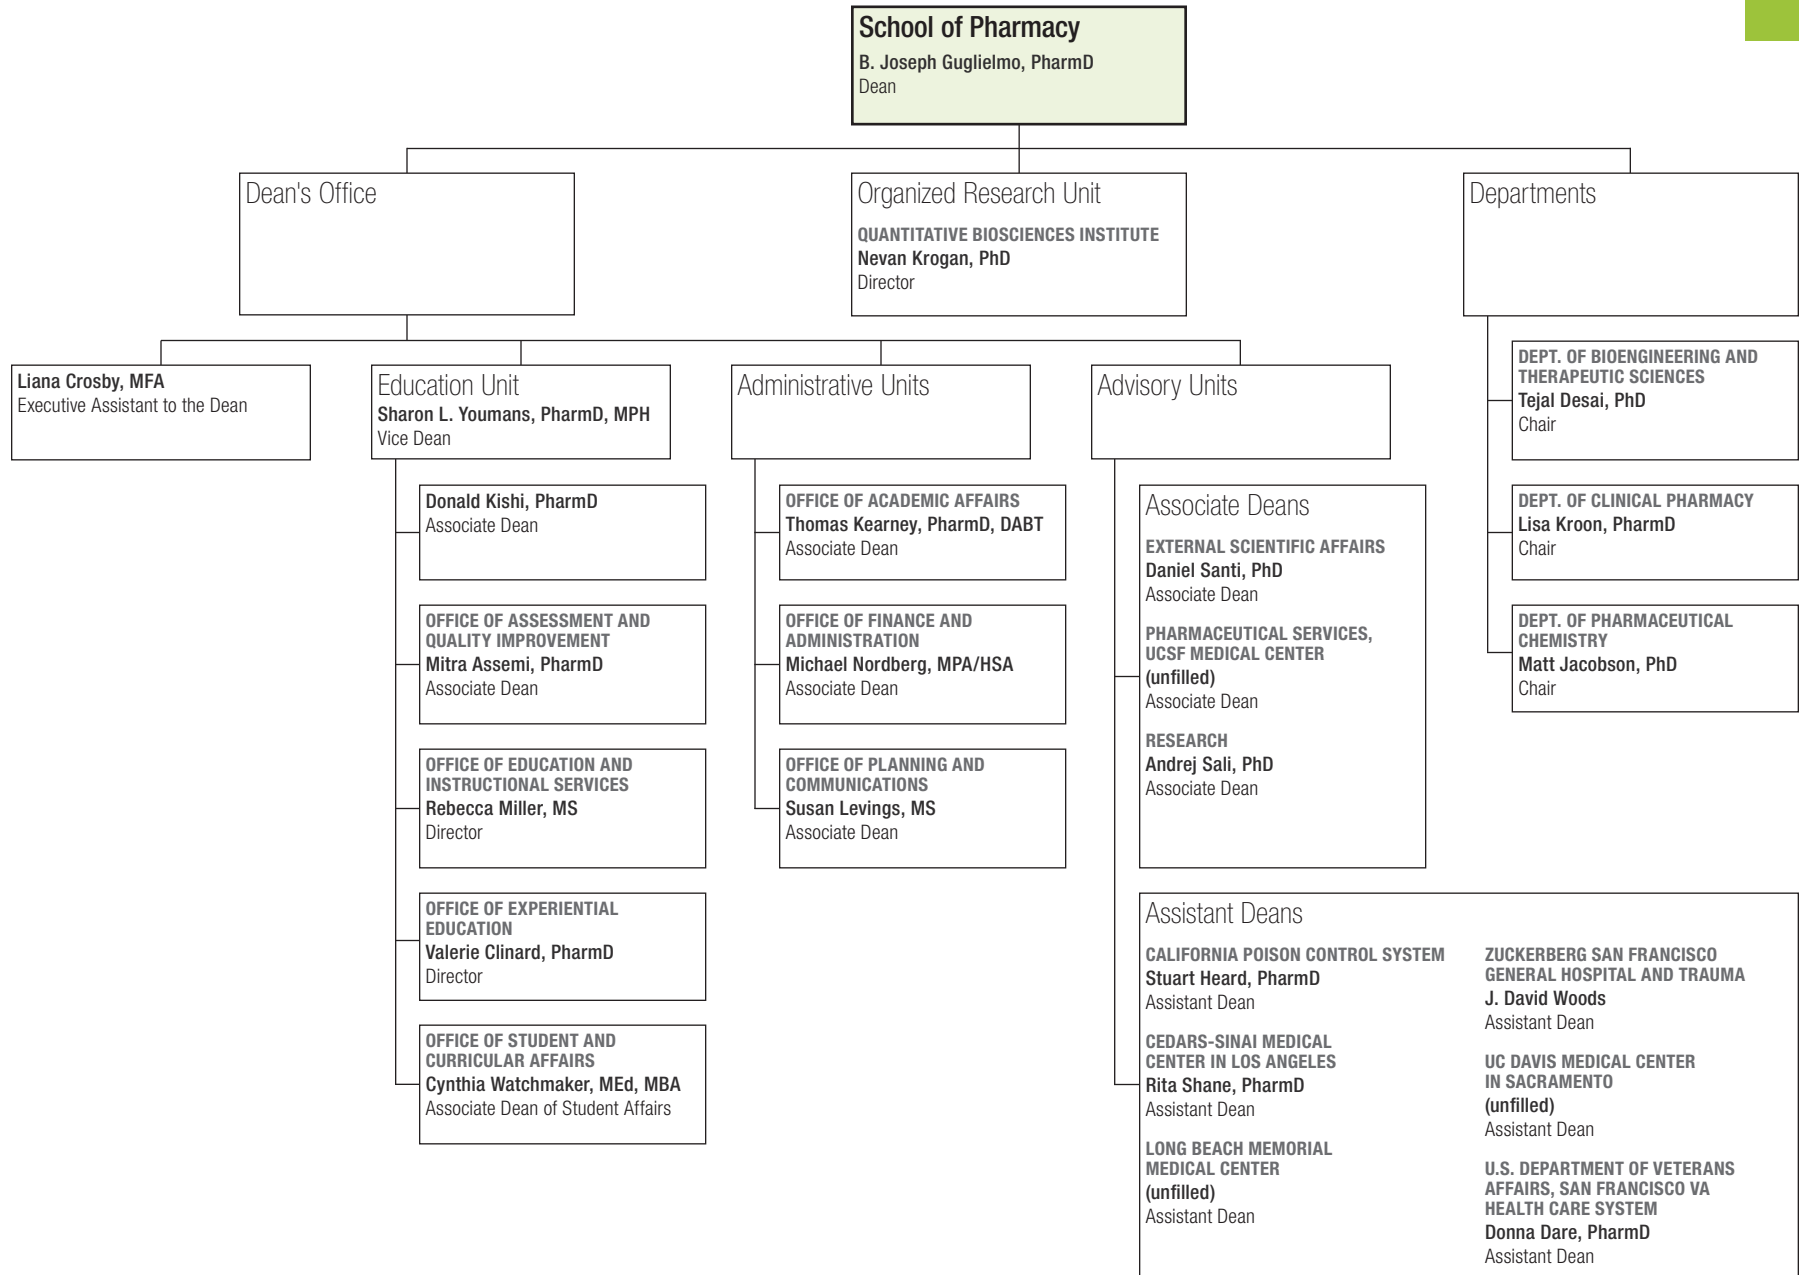 School of Pharmacy
B. Joseph Guglielmo, PharmD
Dean
Dean's Office
Organized Research Unit
QUANTITATIVE BIOSCIENCES INSTITUTE
Nevan Krogan, PhD
Director
Departments
Liana Crosby, MFA
Executive Assistant to the Dean
Education Unit
Sharon L. Youmans, PharmD, MPH
Vice Dean
Donald Kishi, PharmD
Associate Dean
OFFICE OF ASSESSMENT AND
QUALITY IMPROVEMENT
Mitra Assemi, PharmD
Associate Dean
OFFICE OF EDUCATION AND
INSTRUCTIONAL SERVICES
Rebecca Miller, MS
Director
OFFICE OF EXPERIENTIAL
EDUCATION
Valerie Clinard, PharmD
Director
OFFICE OF STUDENT AND
CURRICULAR AFFAIRS
Cynthia Watchmaker, MEd, MBA
Associate Dean of Student Affairs
Administrative Units
OFFICE OF ACADEMIC AFFAIRS
Thomas Kearney, PharmD, DABT
Associate Dean
OFFICE OF FINANCE AND
ADMINISTRATION
Michael Nordberg, MPA/HSA
Associate Dean
OFFICE OF PLANNING AND
COMMUNICATIONS
Susan Levings, MS
Associate Dean
Advisory Units
Associate Deans
EXTERNAL SCIENTIFIC AFFAIRS
Daniel Santi, PhD
Associate Dean
PHARMACEUTICAL SERVICES,
UCSF MEDICAL CENTER
(unfilled)
Associate Dean
RESEARCH
Andrej Sali, PhD
Associate Dean
Assistant Deans
CALIFORNIA POISON CONTROL SYSTEM
Stuart Heard, PharmD
Assistant Dean
CEDARS-SINAI MEDICAL
CENTER IN LOS ANGELES
Rita Shane, PharmD
Assistant Dean
LONG BEACH MEMORIAL
MEDICAL CENTER
(unfilled)
Assistant Dean
ZUCKERBERG SAN FRANCISCO
GENERAL HOSPITAL AND TRAUMA
J. David Woods
Assistant Dean
UC DAVIS MEDICAL CENTER
IN SACRAMENTO
(unfilled)
Assistant Dean
U.S. DEPARTMENT OF VETERANS
AFFAIRS, SAN FRANCISCO VA
HEALTH CARE SYSTEM
Donna Dare, PharmD
Assistant Dean
DEPT. OF BIOENGINEERING AND
THERAPEUTIC SCIENCES
Tejal Desai, PhD
Chair
DEPT. OF CLINICAL PHARMACY
Lisa Kroon, PharmD
Chair
DEPT. OF PHARMACEUTICAL
CHEMISTRY
Matt Jacobson, PhD
Chair